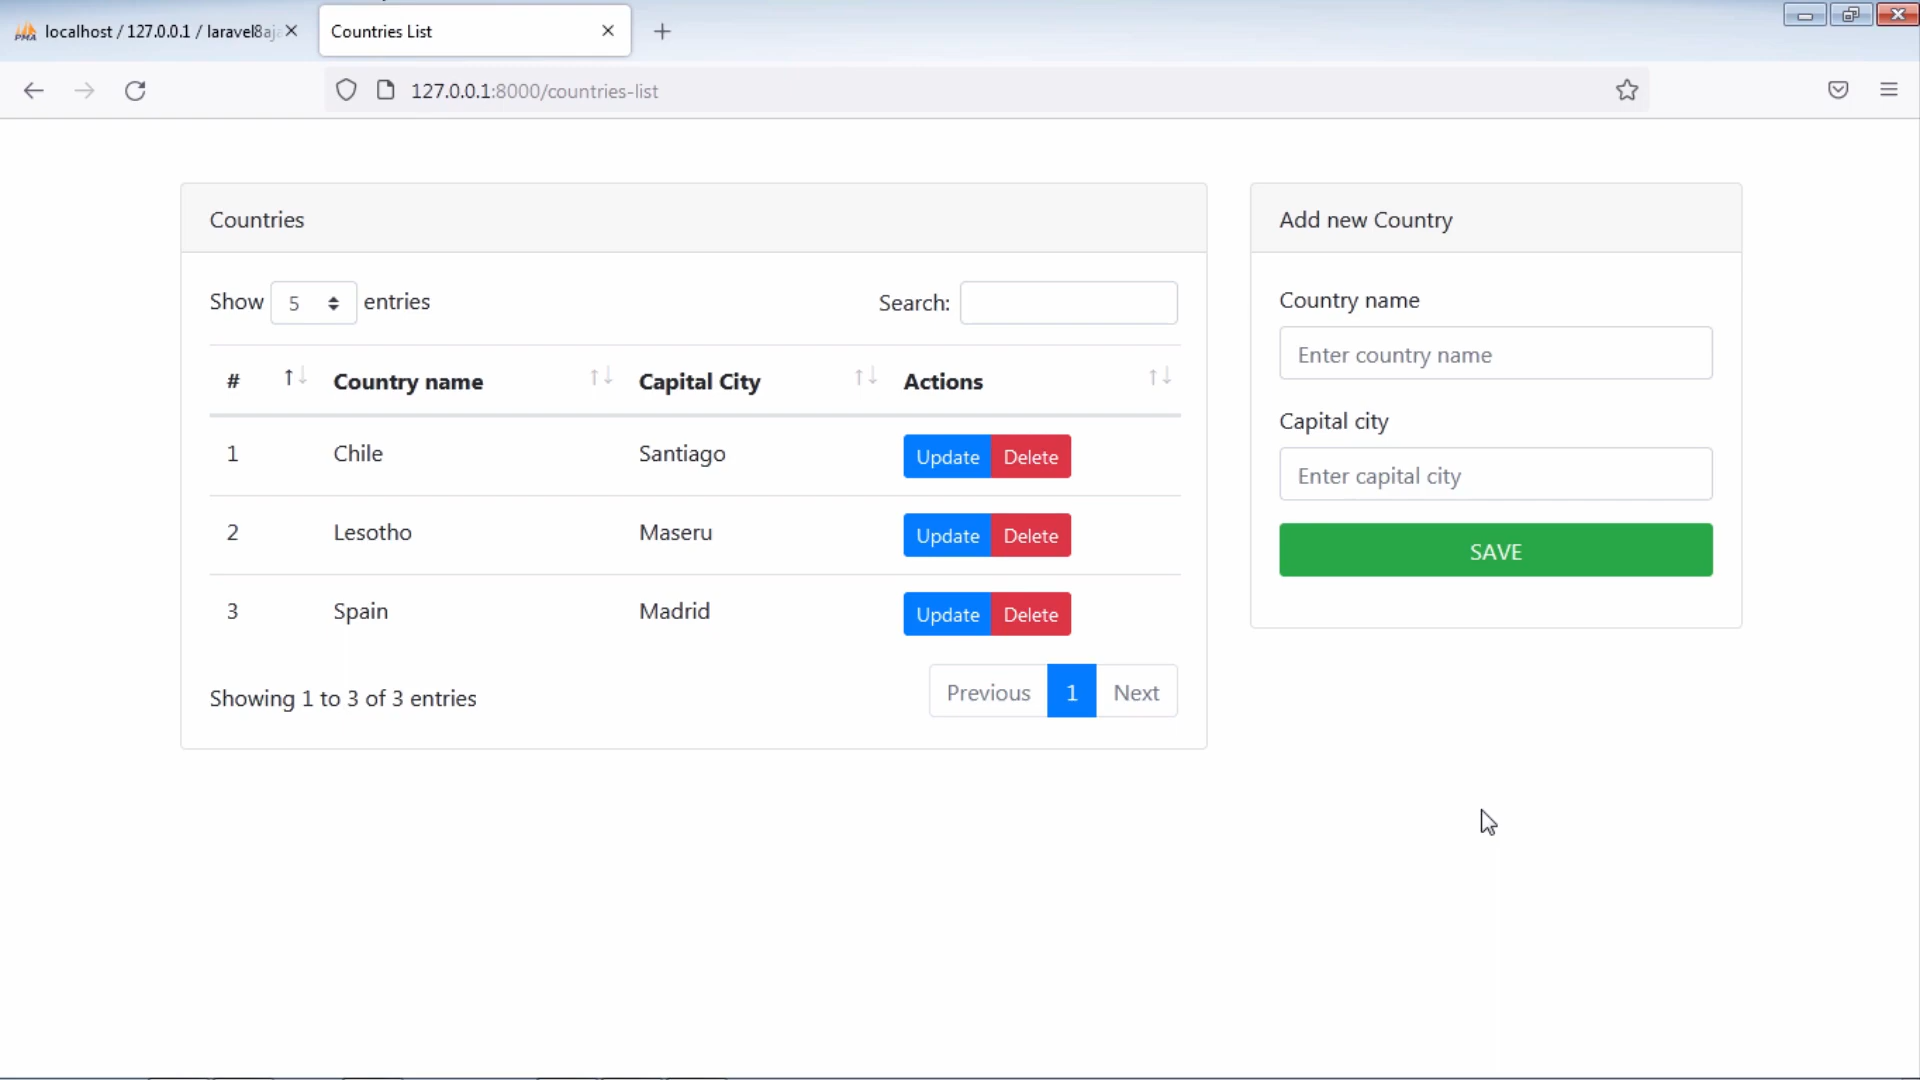 localhost / 127.0.0.1 / laravel8aj
Countries List
127.0.0.1:8000/countries-list
Countries
Show 5 entries
Search:
# Country name Capital City Actions
1 Chile Santiago Update Delete
2 Lesotho Maseru Update Delete
3 Spain Madrid Update Delete
Showing 1 to 3 of 3 entries
Previous 1 Next
Add new Country
Country name
Enter country name
Capital city
Enter capital city
SAVE